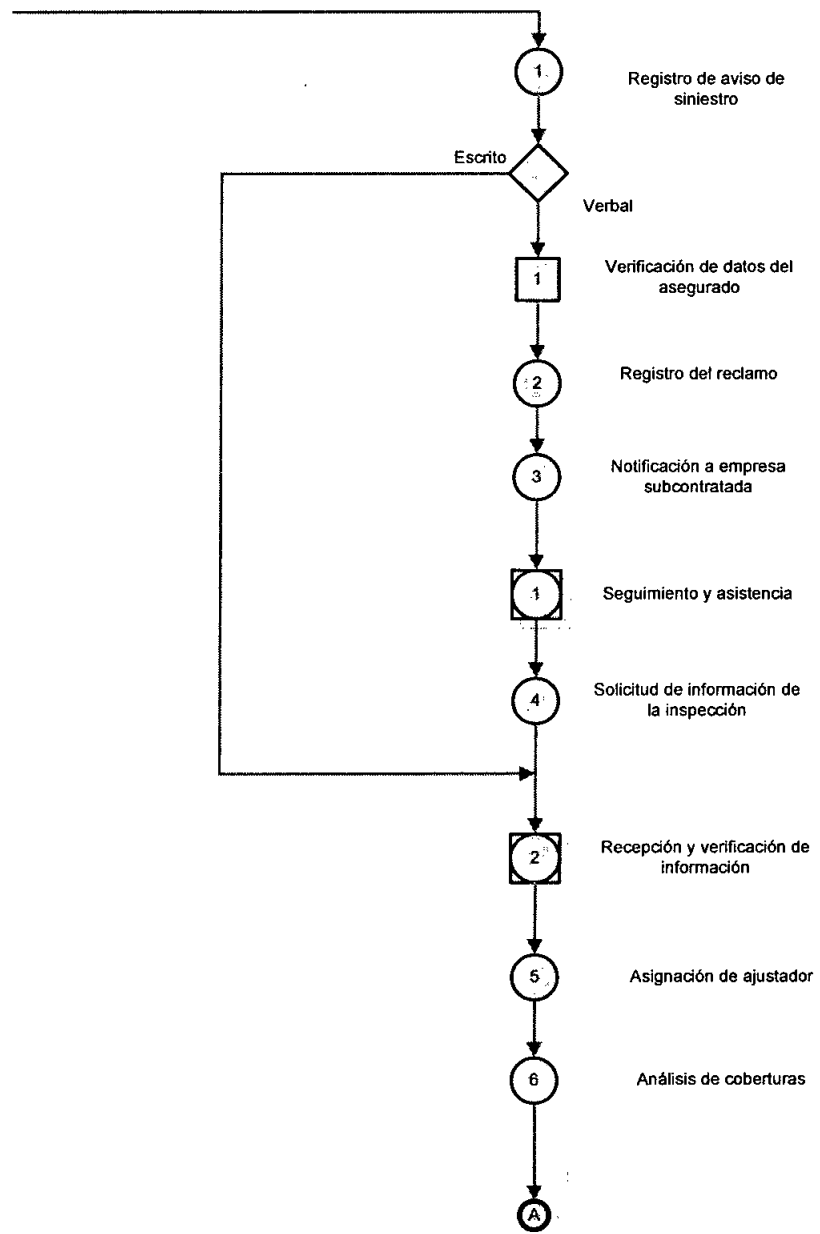 1
Registro de aviso de
siniestro
Escrito
Verbal
1
Verificación de datos del
asegurado
2
Registro del reclamo
3
Notificación a empresa
subcontratada
1
Seguimiento y asistencia
4
Solicitud de información de
la inspección
2
Recepción y verificación de
información
5
Asignación de ajustador
6
Análisis de coberturas
A